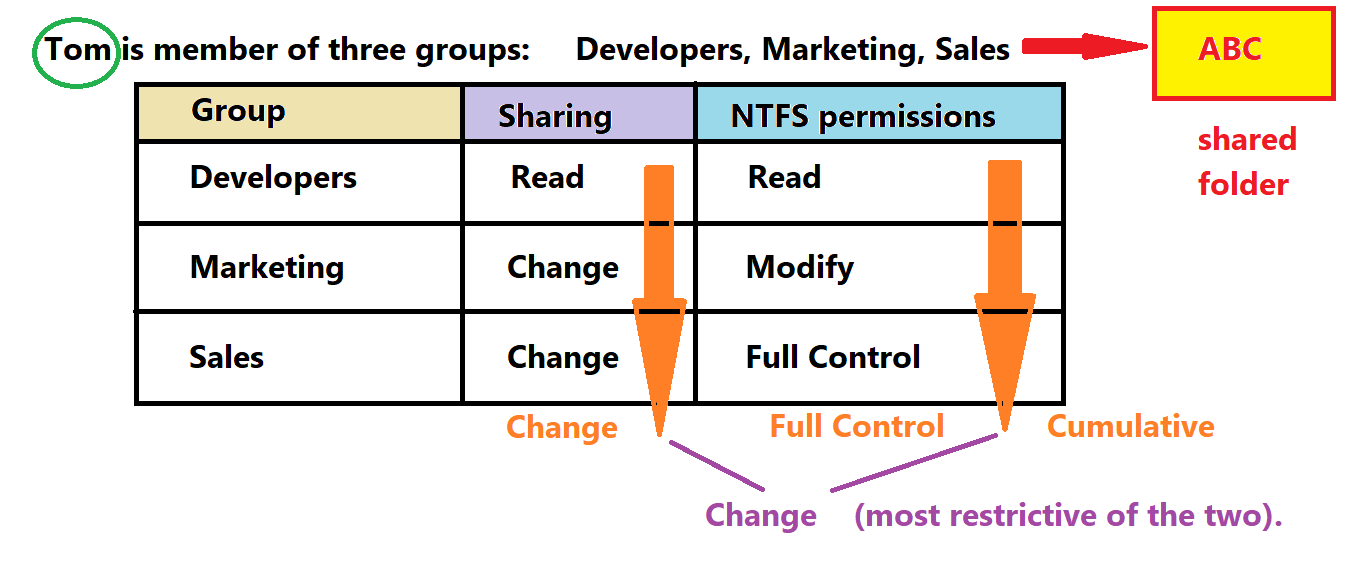 Tom is member of three groups: Developers, Marketing, Sales ABC
shared
folder
Group Sharing NTFS permissions
Developers Read Read
Marketing Change Modify
Sales Change Full Control
Change Full Control Cumulative
Change (most restrictive of the two).